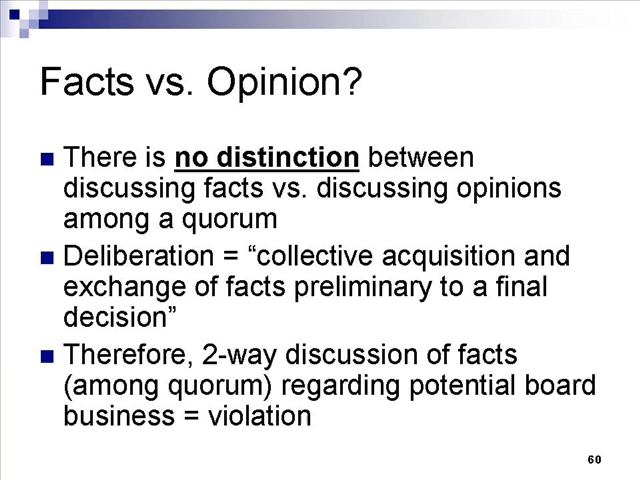 Facts vs. Opinion?
There is no distinction between
discussing facts vs. discussing opinions
among a quorum
Deliberation = “collective acquisition and
exchange of facts preliminary to a final
decision”
Therefore, 2-way discussion of facts
(among quorum) regarding potential board
business = violation
60